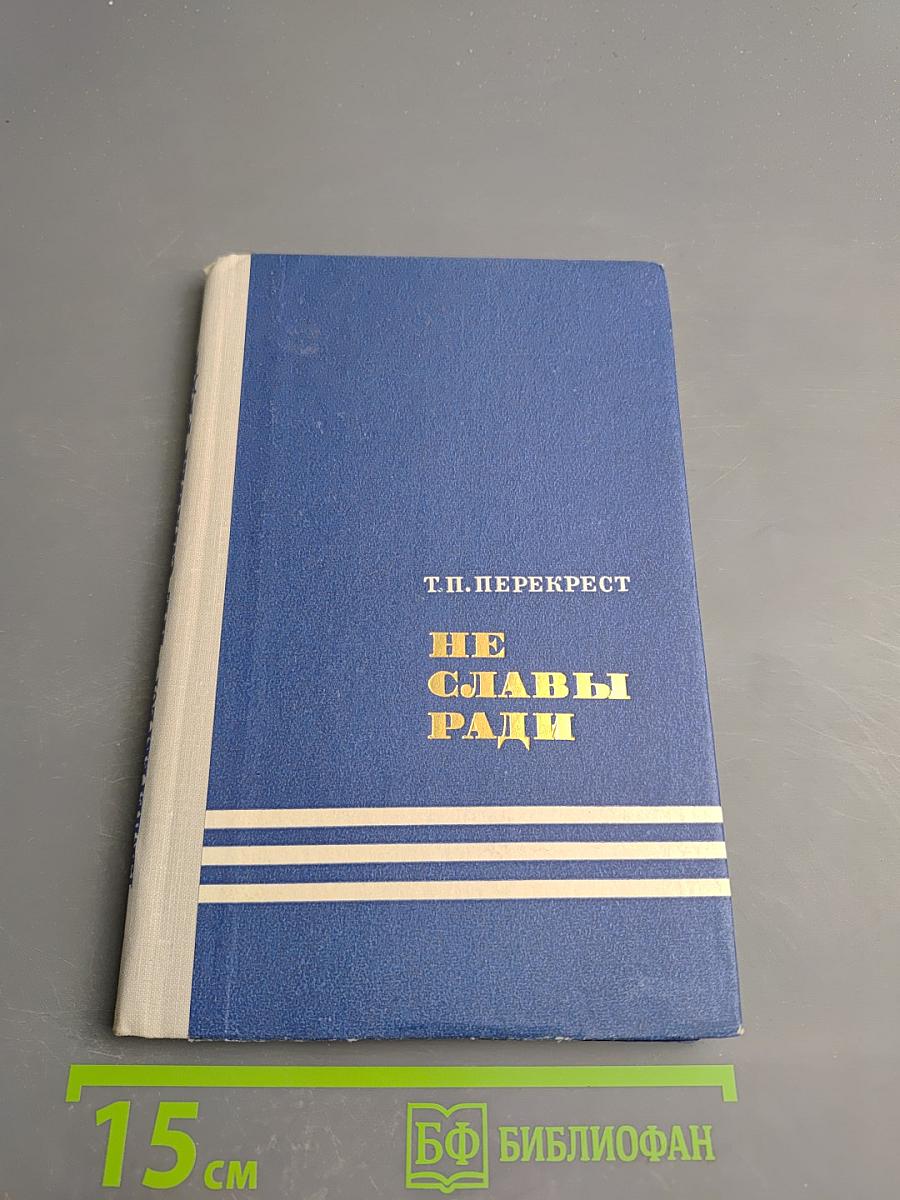 Т. П. ПЕРЕКРЕСТ
НЕ
СЛАВЫ
РАДИ
15 см
БФ БИБЛИОФАН